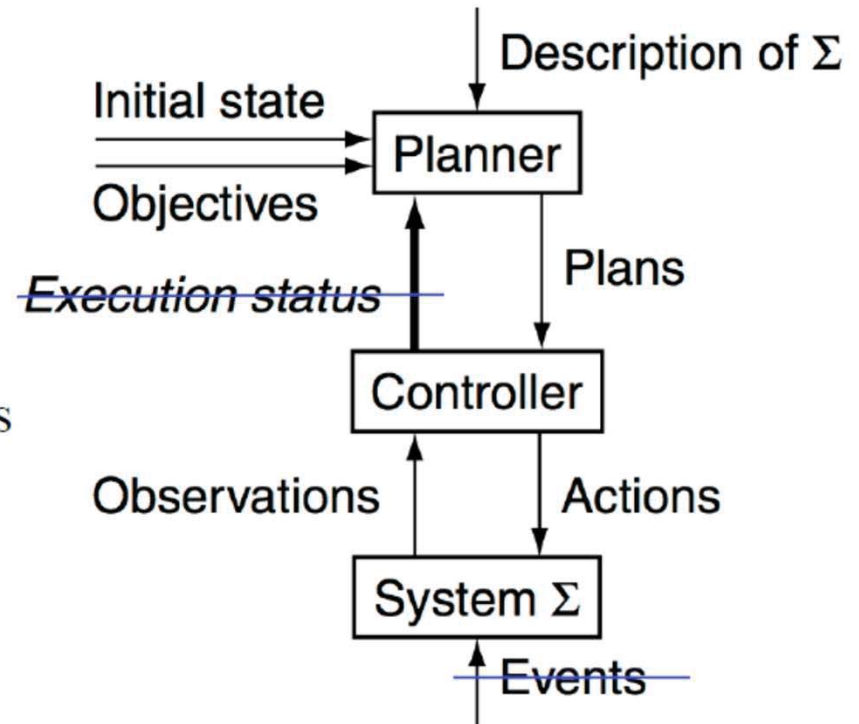 Description of Σ
Initial state
Planner
Objectives
Plans
Execution status
Controller
s
Observations
Actions
System Σ
Events